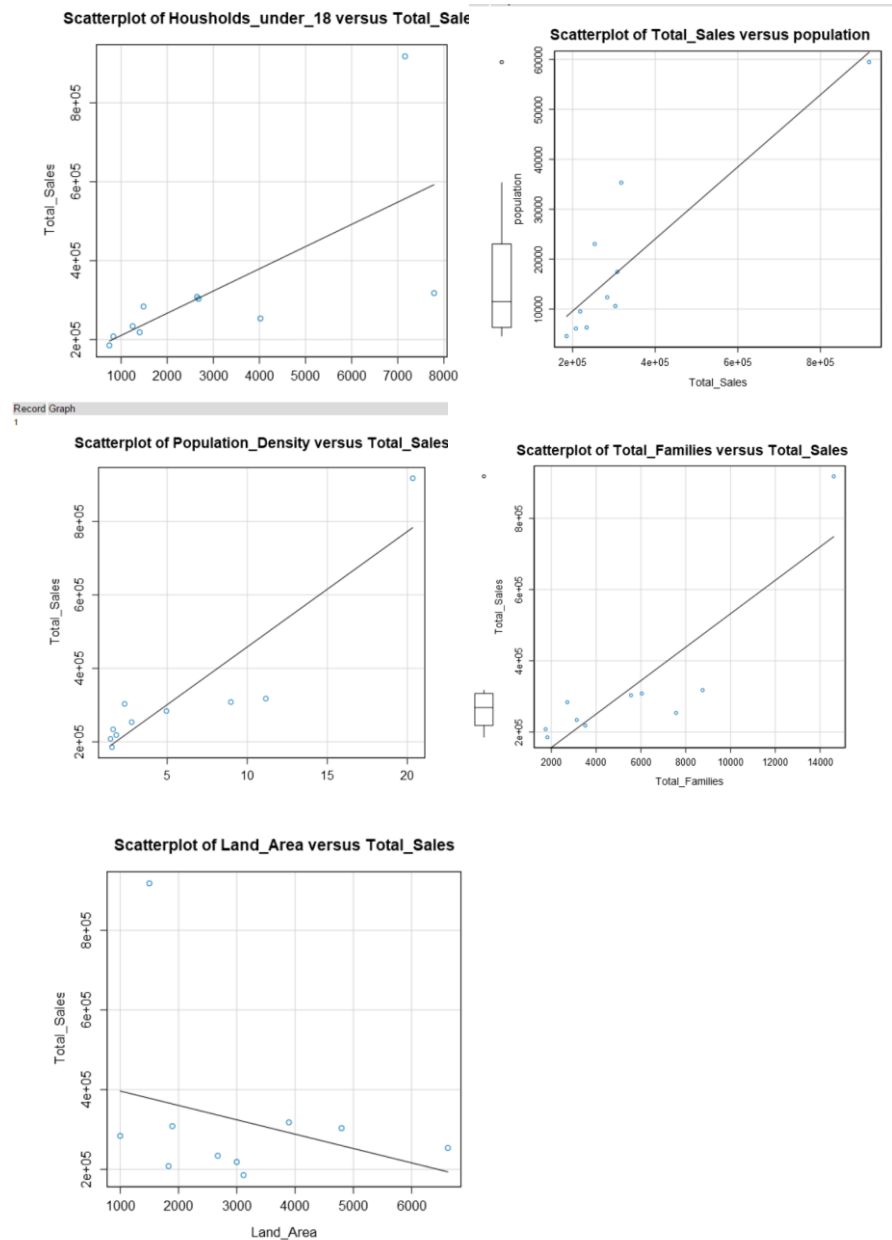 Scatterplot of Housholds_under_18 versus Total_Sale
Total_Sales
8e+05
6e+05
4e+05
2e+05
1000 2000 3000 4000 5000 6000 7000 8000
Scatterplot of Total_Sales versus population
population
60000
50000
40000
30000
20000
10000
2e+05 4e+05 6e+05 8e+05
Total_Sales
Record Graph
1
Scatterplot of Population_Density versus Total_Sales
Total_Sales
8e+05
6e+05
4e+05
2e+05
5 10 15 20
Scatterplot of Total_Families versus Total_Sales
Total_Sales
8e+05
6e+05
4e+05
2e+05
2000 4000 6000 8000 10000 12000 14000
Total_Families
Scatterplot of Land_Area versus Total_Sales
Total_Sales
8e+05
6e+05
4e+05
2e+05
1000 2000 3000 4000 5000 6000
Land_Area